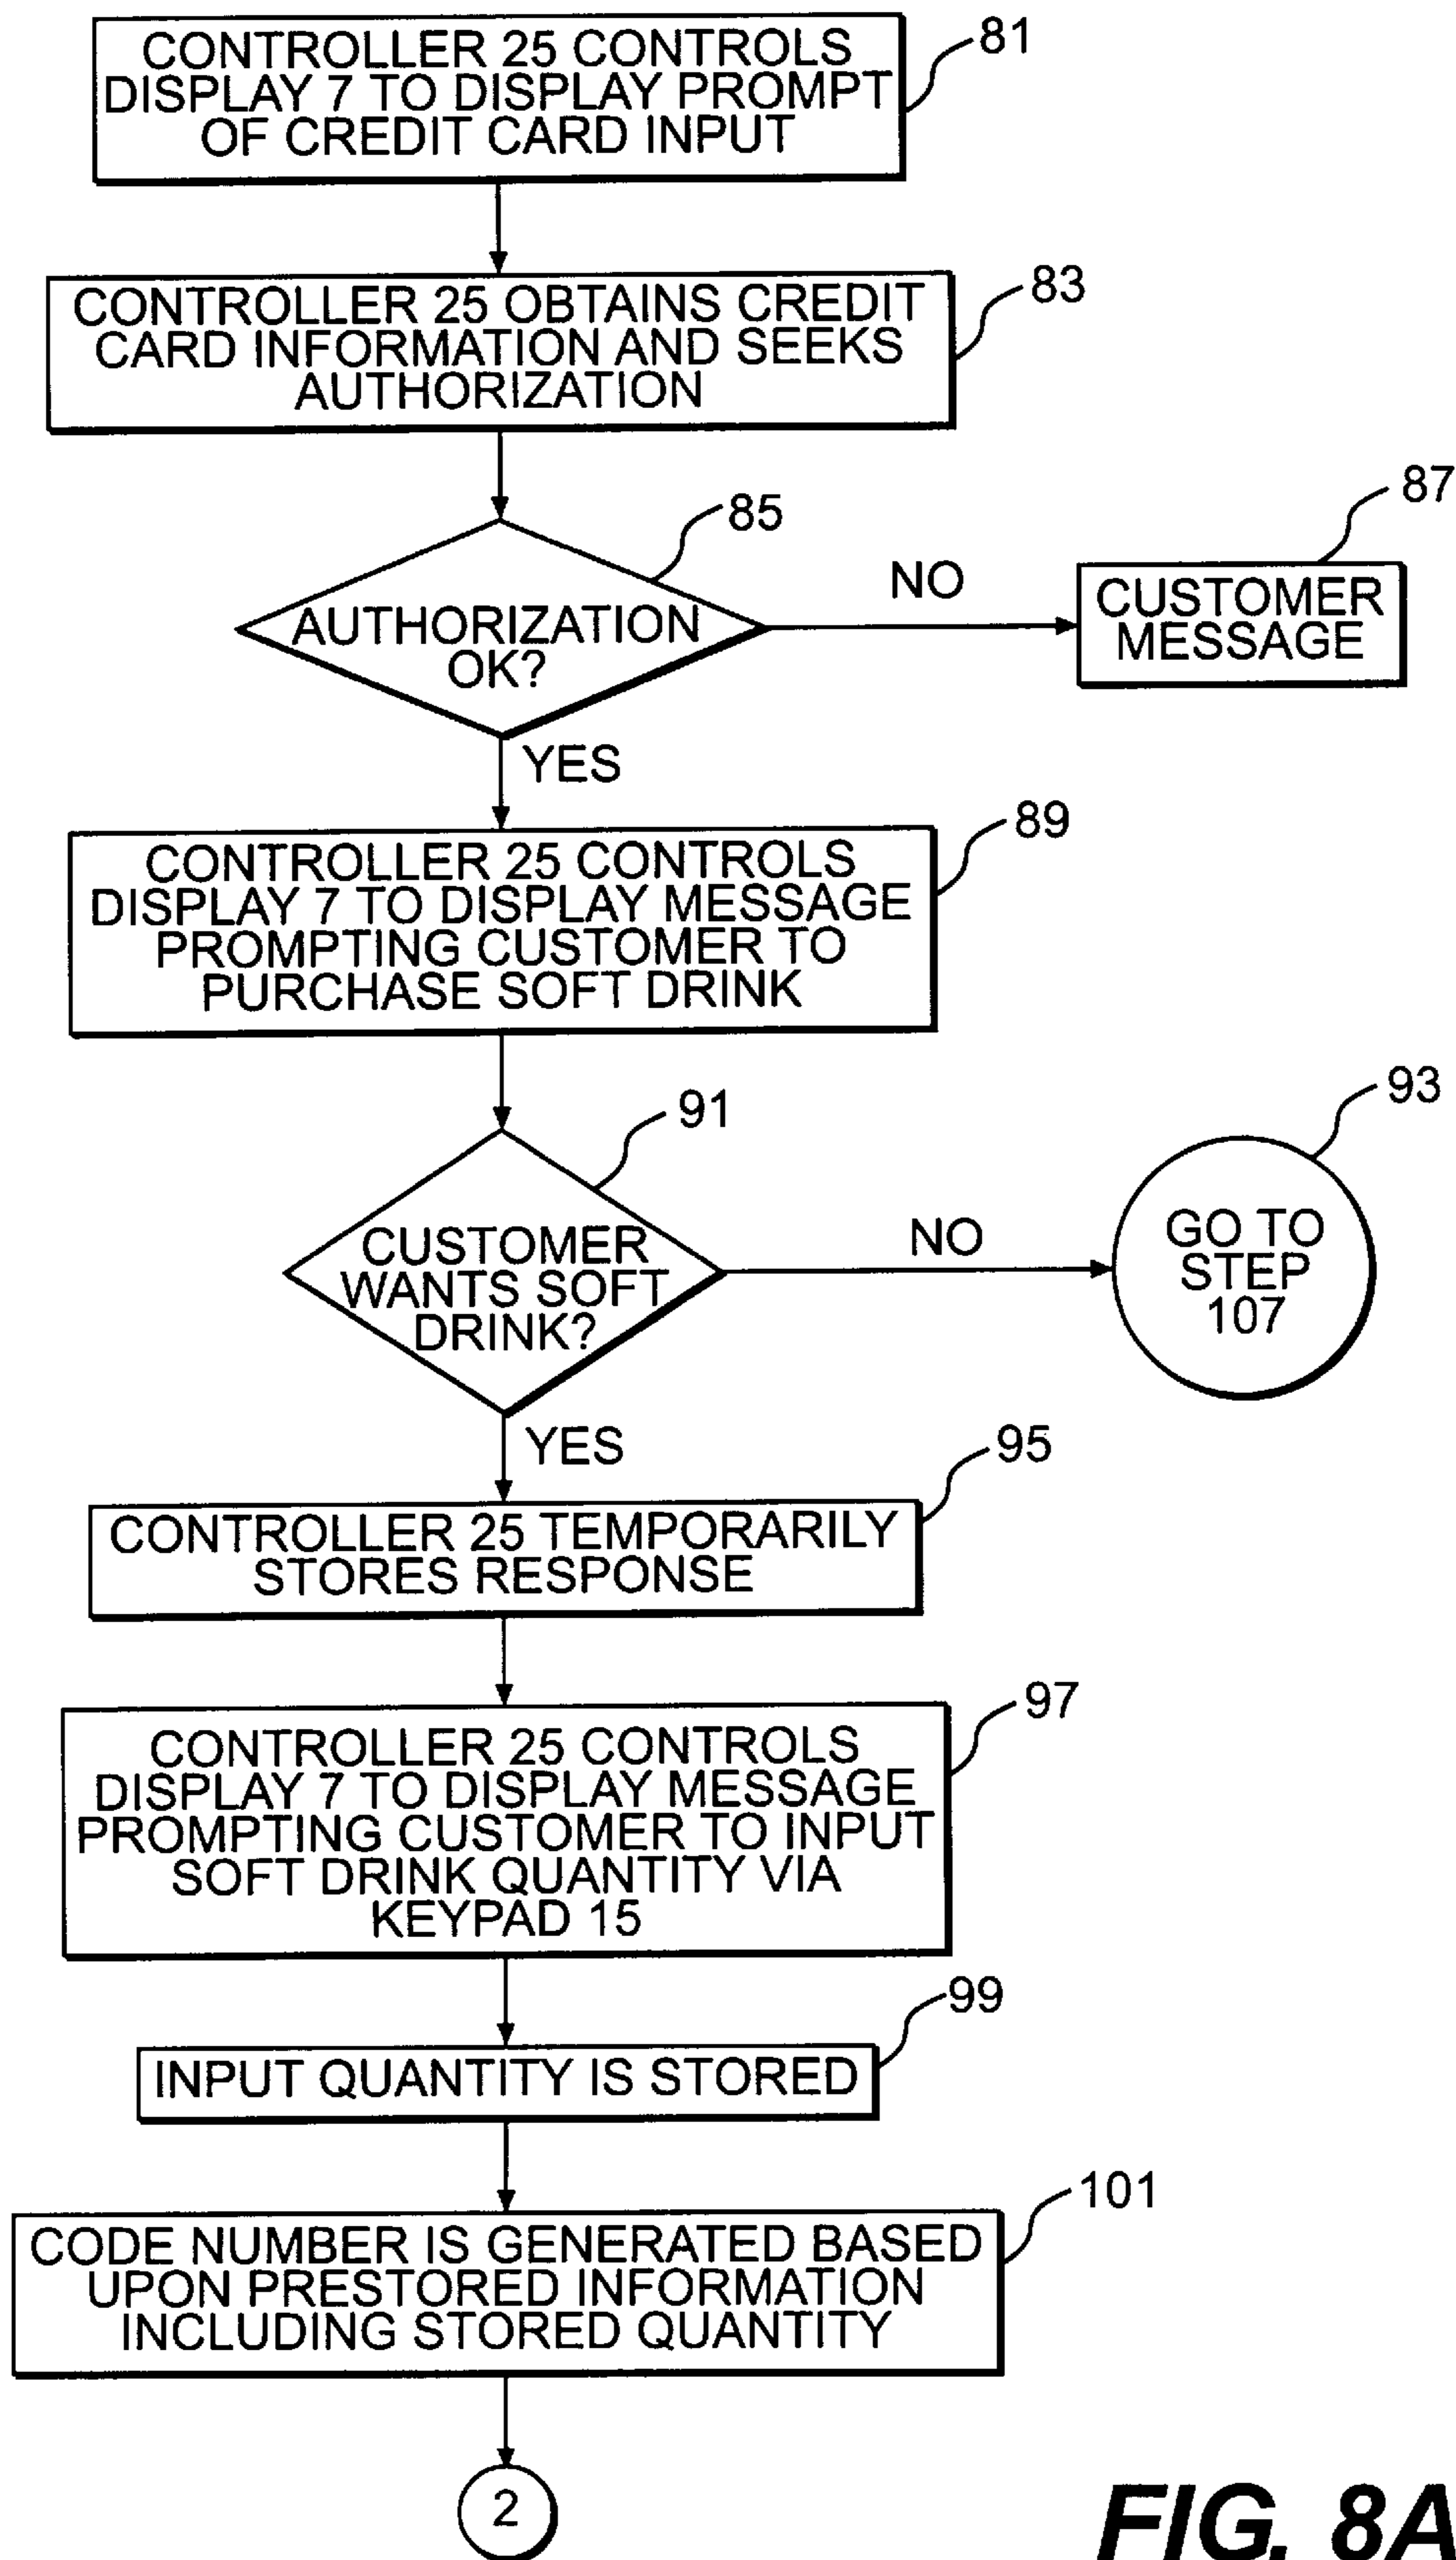 CONTROLLER 25 CONTROLS
DISPLAY 7 TO DISPLAY PROMPT
OF CREDIT CARD INPUT
81
CONTROLLER 25 OBTAINS CREDIT
CARD INFORMATION AND SEEKS
AUTHORIZATION
83
AUTHORIZATION
OK?
85
NO
CUSTOMER
MESSAGE
87
YES
CONTROLLER 25 CONTROLS
DISPLAY 7 TO DISPLAY MESSAGE
PROMPTING CUSTOMER TO
PURCHASE SOFT DRINK
89
CUSTOMER
WANTS SOFT
DRINK?
91
NO
GO TO
STEP
107
93
YES
CONTROLLER 25 TEMPORARILY
STORES RESPONSE
95
CONTROLLER 25 CONTROLS
DISPLAY 7 TO DISPLAY MESSAGE
PROMPTING CUSTOMER TO INPUT
SOFT DRINK QUANTITY VIA
KEYPAD 15
97
INPUT QUANTITY IS STORED
99
CODE NUMBER IS GENERATED BASED
UPON PRESTORED INFORMATION
INCLUDING STORED QUANTITY
101
2
FIG. 8A